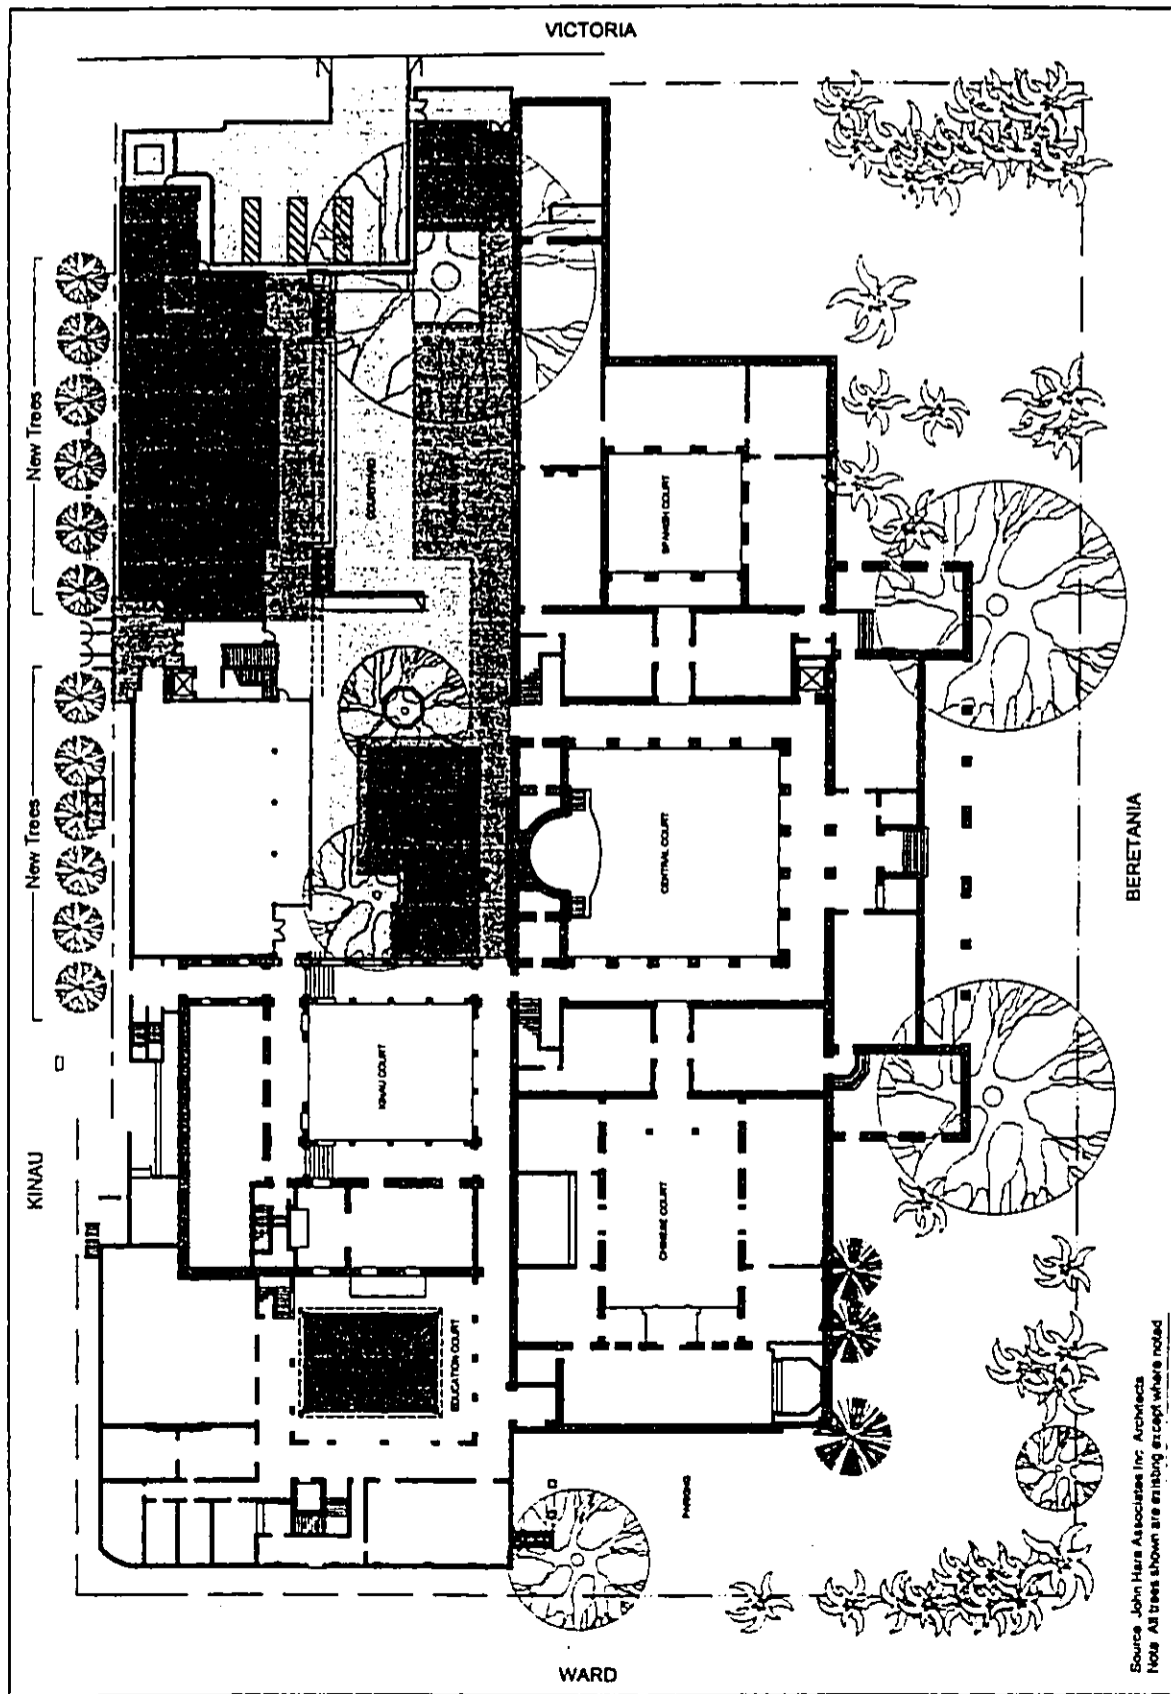 VICTORIA
New Trees
New Trees
KINAU
COURTYARD
SPANISH COURT
CENTRAL COURT
KINAU COURT
CHINESE COURT
EDUCATION COURT
PARKING
BERETANIA
WARD
Source: John Hara Associates Inc. Architects
Note: All trees shown are existing except where noted